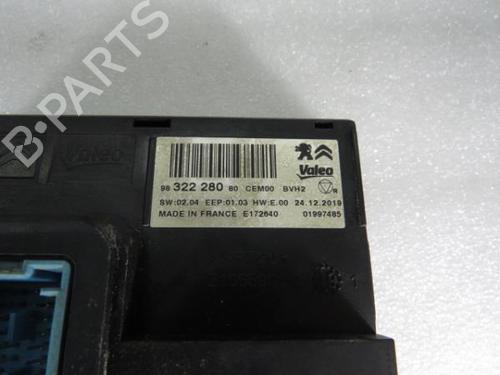 B-PARTS
Valeo
Valeo
98 322 280 80 CEM00 BVH2 R
SW:02.04 EEP:01.03 HW:E.00 24.12.2019
MADE IN FRANCE E172640 01997485
1